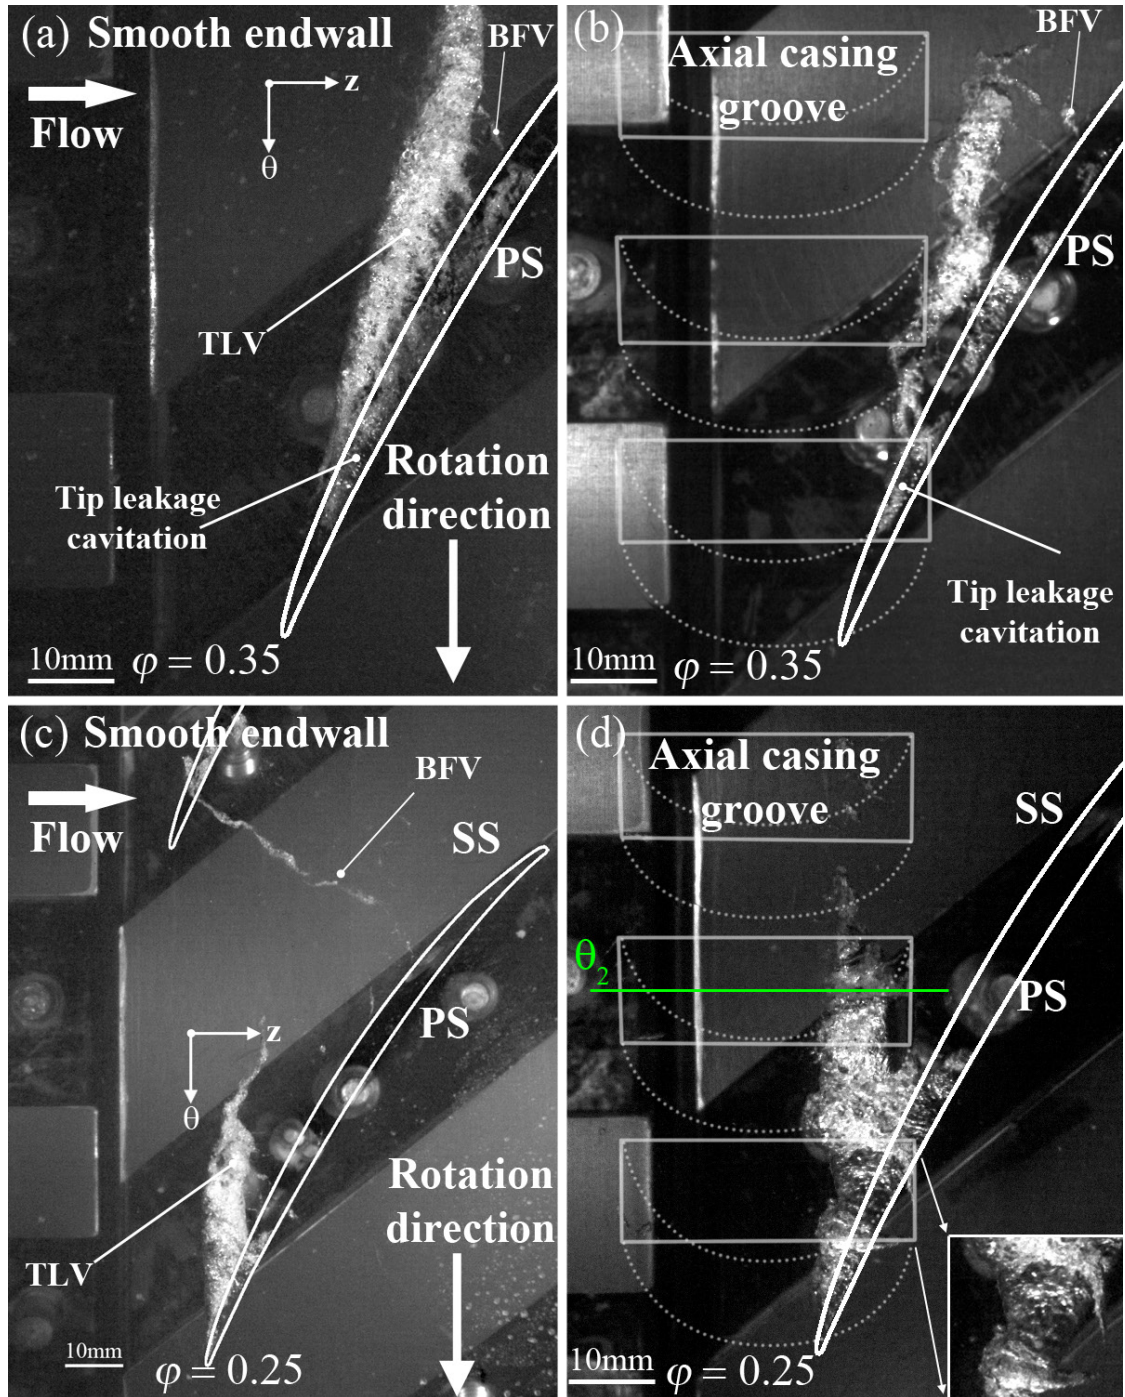 (a) Smooth endwall
BFV
Flow
z
θ
PS
TLV
Tip leakage
cavitation
Rotation
direction
10mm
φ = 0.35
(b)
Axial casing
groove
BFV
PS
Tip leakage
cavitation
10mm
φ = 0.35
(c) Smooth endwall
BFV
Flow
SS
PS
z
θ
TLV
Rotation
direction
10mm
φ = 0.25
(d)
Axial casing
groove
SS
θ2
PS
10mm
φ = 0.25